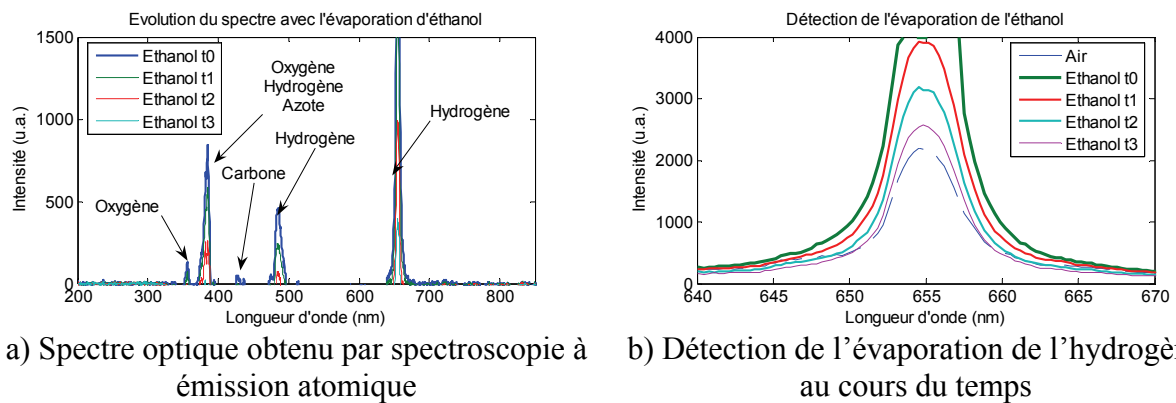 Evolution du spectre avec l'évaporation d'éthanol
1500
1000
500
0
Intensité (u.a.)
Ethanol t0
Ethanol t1
Ethanol t2
Ethanol t3
Oxygène
Hydrogène
Azote
Hydrogène
Hydrogène
Carbone
Oxygène
200 300 400 500 600 700 800
Longueur d'onde (nm)
a) Spectre optique obtenu par spectroscopie à
émission atomique
Détection de l'évaporation de l'éthanol
4000
3000
2000
1000
0
Intensité (u.a.)
Air
Ethanol t0
Ethanol t1
Ethanol t2
Ethanol t3
640 645 650 655 660 665 670
Longueur d'onde (nm)
b) Détection de l’évaporation de l’hydrogè
au cours du temps